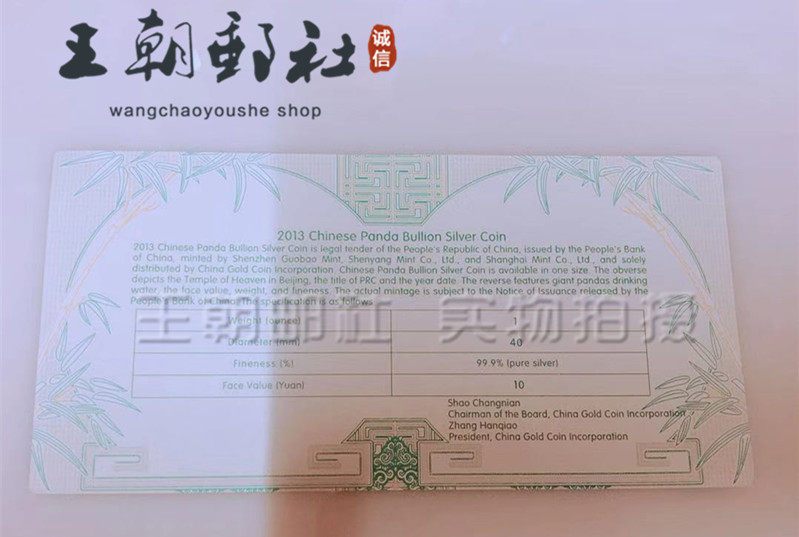 王朝邮社
诚信
wangchaoyoushe shop
2013 Chinese Panda Bullion Silver Coin
2013 Chinese Panda Bullion Silver Coin is legal tender of the People's Republic of China, issued by the People's Bank
of China, minted by Shenzhen Guobao Mint, Shenyang Mint Co., Ltd., and Shanghai Mint Co., Ltd., and solely
distributed by China Gold Coin Incorporation. Chinese Panda Bullion Silver Coin is available in one size. The obverse
depicts the Temple of Heaven in Beijing, the title of PRC and the year date. The reverse features giant pandas drinking
water, the face value, weight, and fineness. The actual mintage is subject to the Notice of Issuance released by the
People's Bank of China. The specification is as follows:
王朝邮社 实物拍摄
Weight (ounce) 1
Diameter (mm) 40
Fineness (%) 99.9% (pure silver)
Face Value (Yuan) 10
Shao Changnian
Chairman of the Board, China Gold Coin Incorporation
Zhang Hanqiao
President, China Gold Coin Incorporation